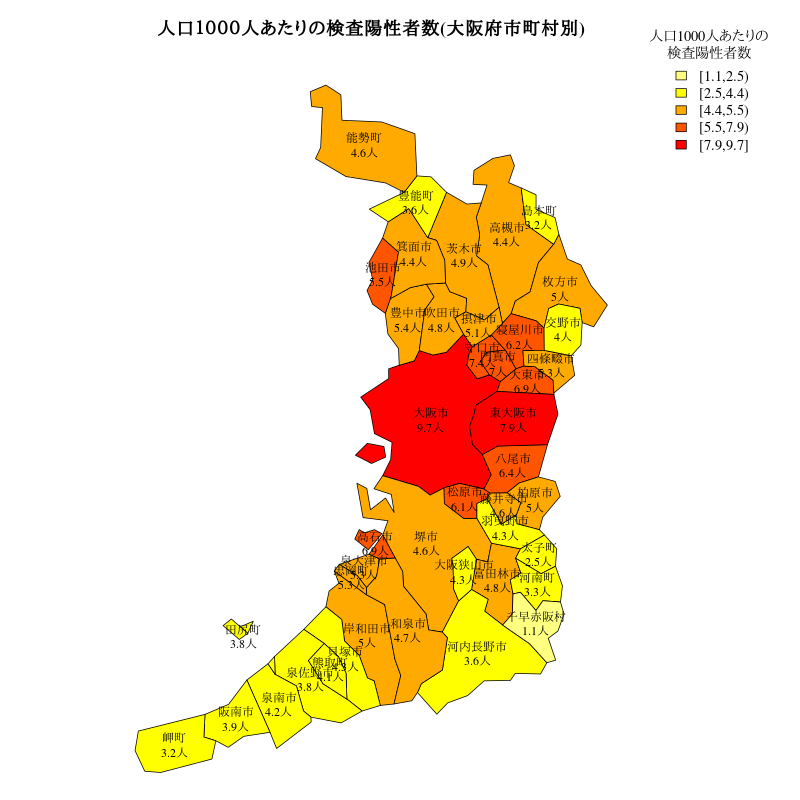 人口1000人あたりの検査陽性者数(大阪府市町村別)
人口1000人あたりの
検査陽性者数
[1.1,2.5)
[2.5,4.4)
[4.4,5.5)
[5.5,7.9)
[7.9,9.7]
能勢町
4.6人
豊能町
3.6人
島本町
3.2人
高槻市
4.4人
茨木市
4.9人
箕面市
4.4人
池田市
5.5人
枚方市
5人
豊中市
5.4人
吹田市
4.8人
摂津市
5.1人
寝屋川市
6.2人
交野市
4人
守口市
7.4人
門真市
7人
四條畷市
5.3人
大東市
6.9人
大阪市
9.7人
東大阪市
7.9人
八尾市
6.4人
松原市
6.1人
藤井寺市
4.6人
柏原市
5人
羽曳野市
4.3人
高石市
6.9人
堺市
4.6人
太子町
2.5人
泉大津市
5.3人
大阪狭山市
4.3人
富田林市
4.8人
河南町
3.3人
千早赤阪村
1.1人
田尻町
3.8人
岸和田市
5人
和泉市
4.7人
河内長野市
3.6人
貝塚市
4.3人
熊取町
4.1人
泉佐野市
3.8人
泉南市
4.2人
阪南市
3.9人
岬町
3.2人